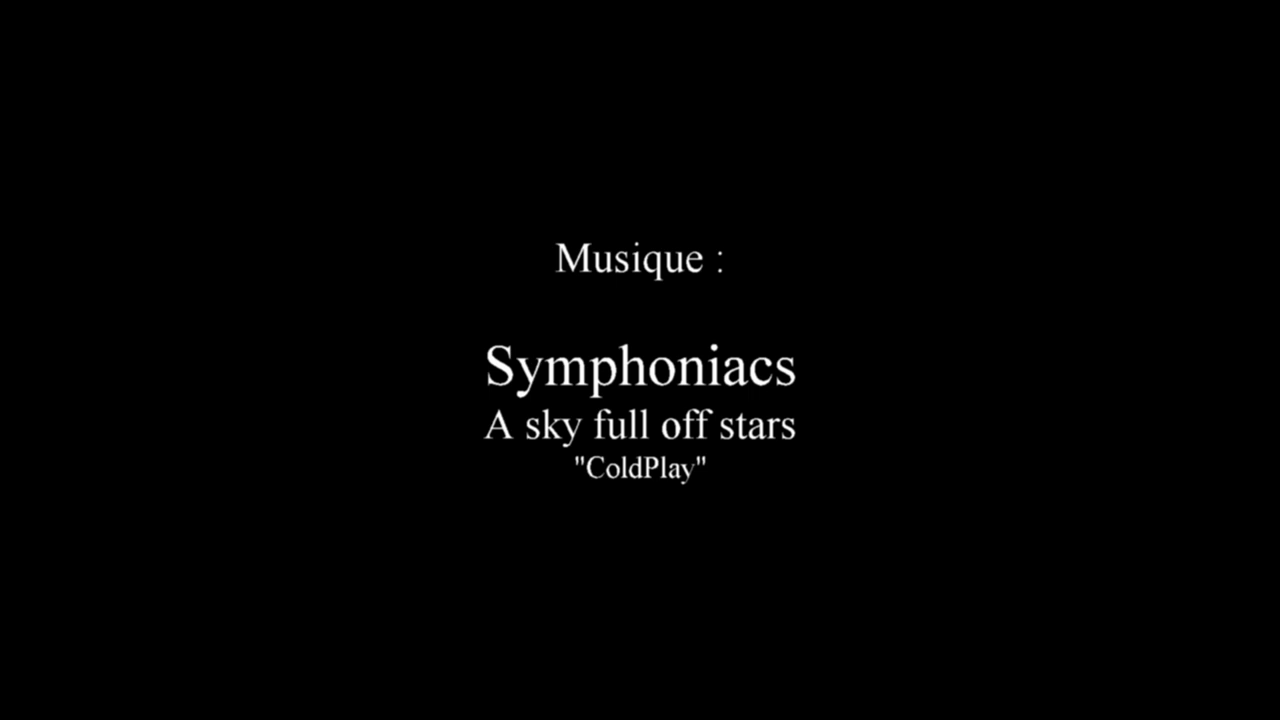 Musique :
Symphoniacs
A sky full off stars
"ColdPlay"